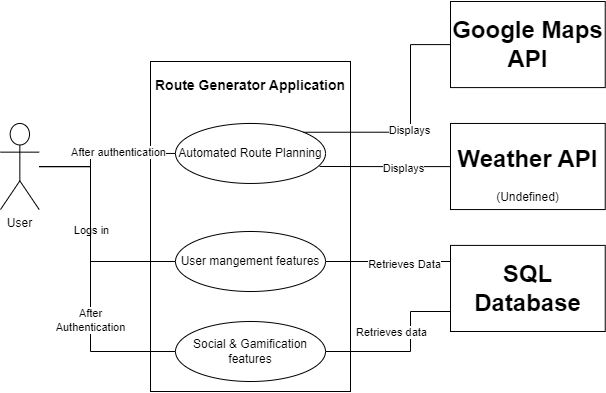 Google Maps
API
Route Generator Application
Displays
After authentication
Automated Route Planning
Weather API
Displays
(Undefined)
User
Logs in
User mangement features
Retrieves Data
SQL
Database
After
Authentication
Social & Gamification
features
Retrieves data